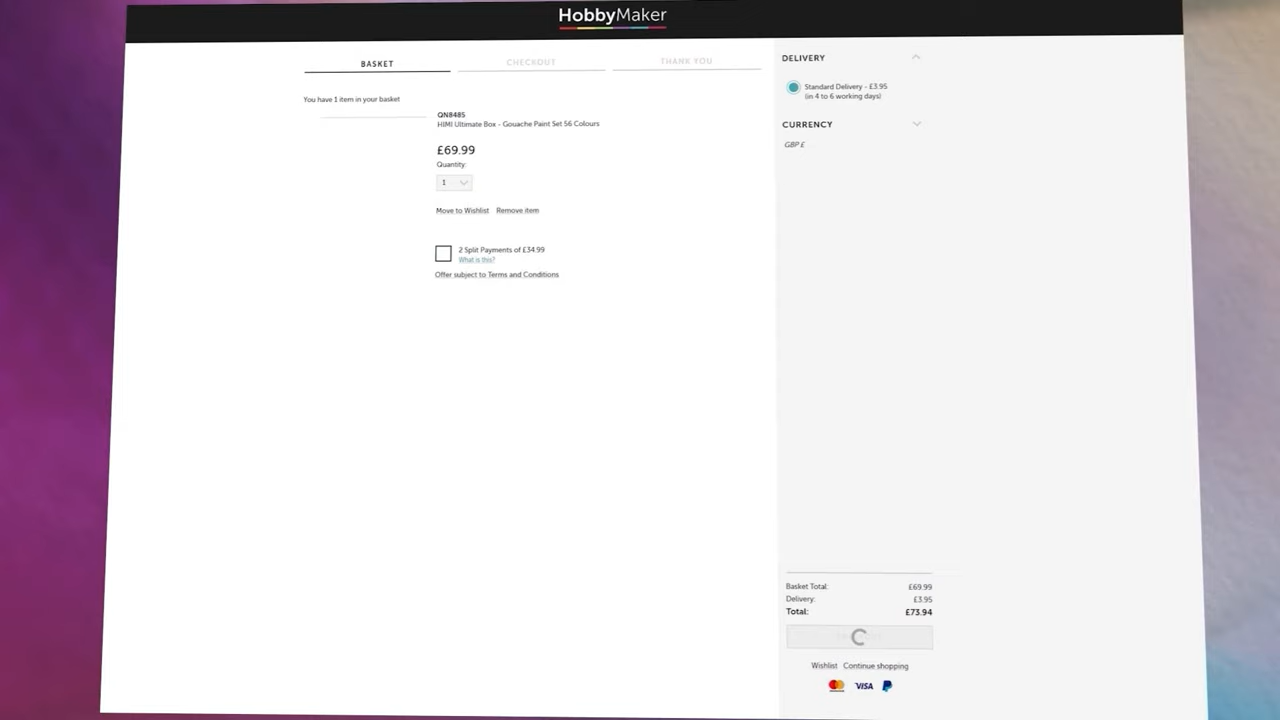 HobbyMaker
BASKET
CHECKOUT
THANK YOU
You have 1 item in your basket
QN8485
HIMI Ultimate Box - Gouache Paint Set 56 Colours
£69.99
Quantity:
1
Move to Wishlist Remove item
2 Split Payments of £34.99
What is this?
Offer subject to Terms and Conditions
DELIVERY
Standard Delivery - £3.95
(in 4 to 6 working days)
CURRENCY
GBP £
Basket Total: £69.99
Delivery: £3.95
Total: £73.94
Wishlist Continue shopping
VISA